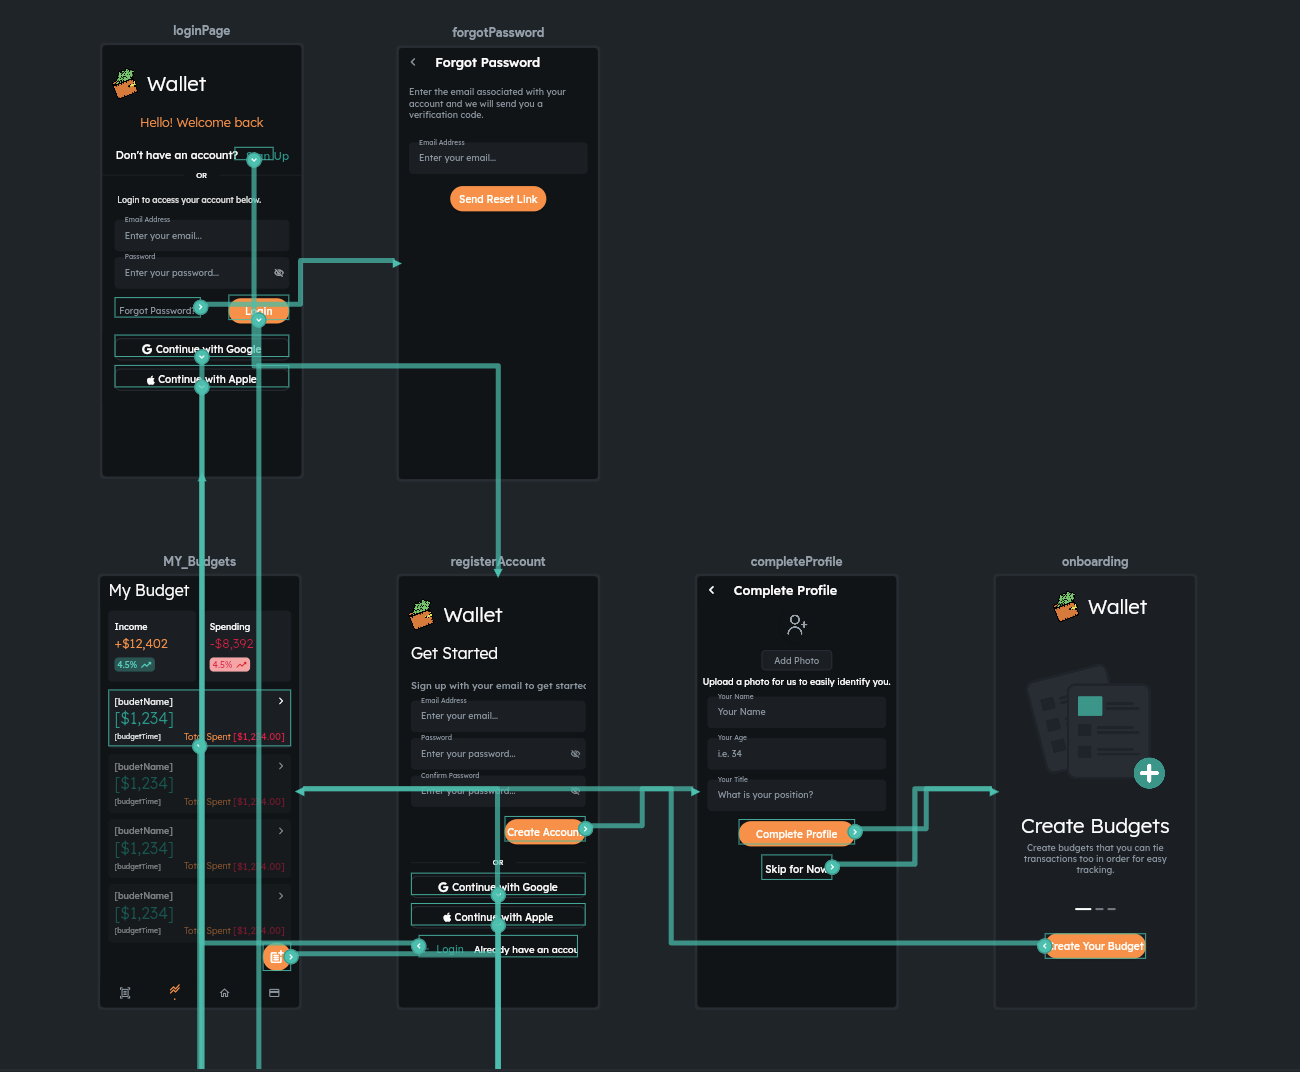 loginPage
Wallet
Hello! Welcome back
Don't have an account? Sign Up
OR
Login to access your account below.
Email Address
Enter your email...
Password
Enter your password...
Forgot Password?
Login
Continue with Google
Continue with Apple
forgotPassword
Forgot Password
Enter the email associated with your
account and we will send you a
verification code.
Email Address
Enter your email...
Send Reset Link
MY_Budgets
My Budget
Income
+$12,402
4.5%
Spending
-$8,392
4.5%
[budetName]
[$1,234]
[budgetTime]
Total Spent [$1,234.00]
[budetName]
[$1,234]
[budgetTime]
Total Spent [$1,234.00]
[budetName]
[$1,234]
[budgetTime]
Total Spent [$1,234.00]
[budetName]
[$1,234]
[budgetTime]
Total Spent [$1,234.00]
registerAccount
Wallet
Get Started
Sign up with your email to get started
Email Address
Enter your email...
Password
Enter your password...
Confirm Password
Enter your password...
Create Account
OR
Continue with Google
Continue with Apple
Login Already have an accou
completeProfile
Complete Profile
Add Photo
Upload a photo for us to easily identify you.
Your Name
Your Name
Your Age
i.e. 34
Your Title
What is your position?
Complete Profile
Skip for Now
onboarding
Wallet
Create Budgets
Create budgets that you can tie
transactions too in order for easy
tracking.
Create Your Budget